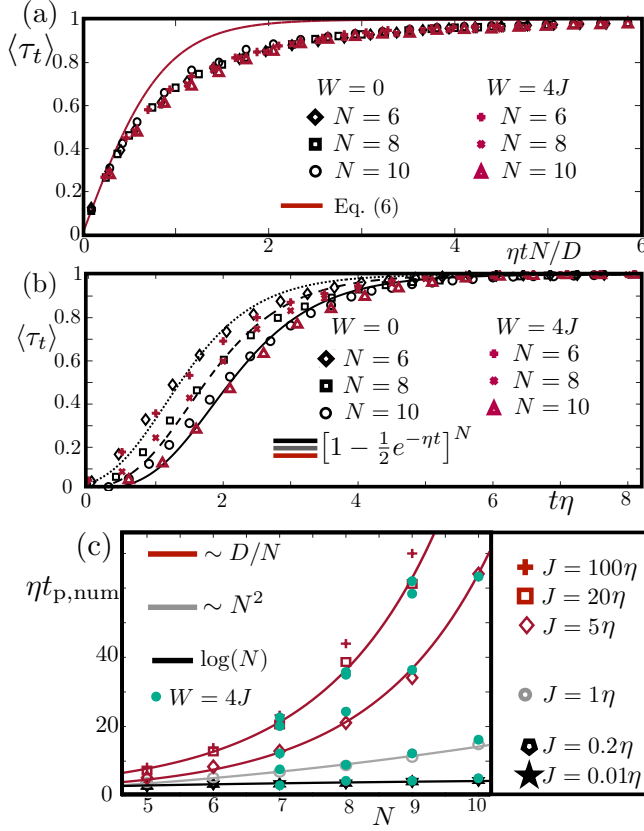 (a)
1
⟨τ_t⟩
0.8
0.6
0.4
0.2
0
W = 0
W = 4J
N = 6
N = 6
N = 8
N = 8
N = 10
N = 10
Eq. (6)
0 2 4 6
ηtN/D
(b)
1
⟨τ_t⟩
0.8
0.6
0.4
0.2
0
W = 0
W = 4J
N = 6
N = 6
N = 8
N = 8
N = 10
N = 10
[1 − ½e^{−ηt}]^N
0 2 4 6 8
tη
(c)
ηt_{p,num}
60
40
20
0
∼ D/N
∼ N²
log(N)
W = 4J
5 6 7 8 9 10
N
J = 100η
J = 20η
J = 5η
J = 1η
J = 0.2η
J = 0.01η